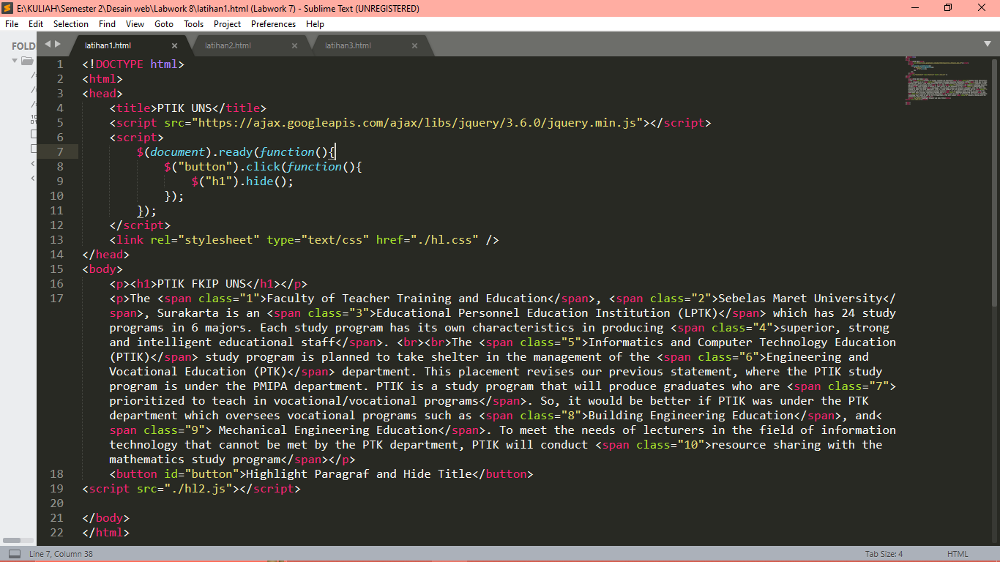 E:\KULIAH\Semester 2\Desain web\Labwork 8\latihan1.html (Labwork 7) - Sublime Text (UNREGISTERED)
File Edit Selection Find View Goto Tools Project Preferences Help
FOLD
latihan1.html × latihan2.html × latihan3.html ×
1 <!DOCTYPE html>
2 <html>
3 <head>
4 <title>PTIK UNS</title>
5 <script src="https://ajax.googleapis.com/ajax/libs/jquery/3.6.0/jquery.min.js"></script>
6 <script>
7 $(document).ready(function(){
8 $("button").click(function(){
9 $("h1").hide();
10 });
11 });
12 </script>
13 <link rel="stylesheet" type="text/css" href="./hl.css" />
14 </head>
15 <body>
16 <p><h1>PTIK FKIP UNS</h1></p>
17 <p>The <span class="1">Faculty of Teacher Training and Education</span>, <span class="2">Sebelas Maret University</
span>, Surakarta is an <span class="3">Educational Personnel Education Institution (LPTK)</span> which has 24 study
programs in 6 majors. Each study program has its own characteristics in producing <span class="4">superior, strong
and intelligent educational staff</span>. <br><br>The <span class="5">Informatics and Computer Technology Education
(PTIK)</span> study program is planned to take shelter in the management of the <span class="6">Engineering and
Vocational Education (PTK)</span> department. This placement revises our previous statement, where the PTIK study
program is under the PMIPA department. PTIK is a study program that will produce graduates who are <span class="7">
prioritized to teach in vocational/vocational programs</span>. So, it would be better if PTIK was under the PTK
department which oversees vocational programs such as <span class="8">Building Engineering Education</span>, and<
span class="9"> Mechanical Engineering Education</span>. To meet the needs of lecturers in the field of information
technology that cannot be met by the PTK department, PTIK will conduct <span class="10">resource sharing with the
mathematics study program</span></p>
18 <button id="button">Highlight Paragraf and Hide Title</button>
19 <script src="./hl2.js"></script>
20
21 </body>
22 </html>
Line 7, Column 38 Tab Size: 4 HTML